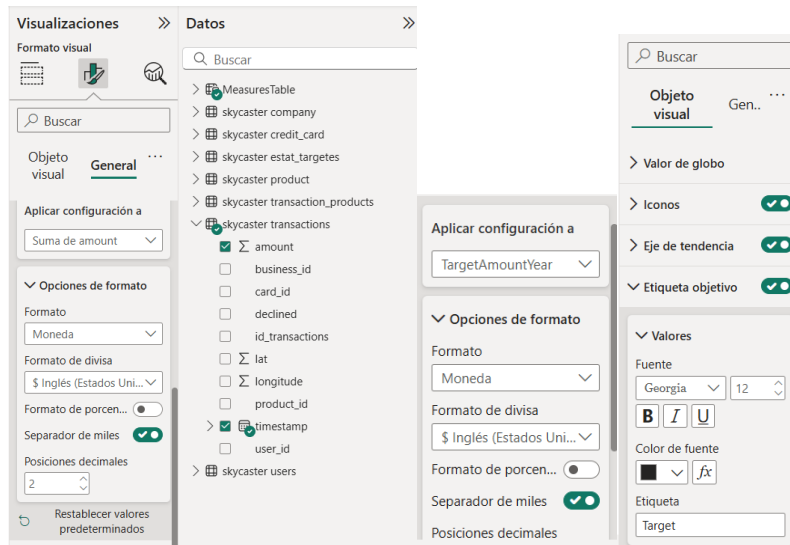 Visualizaciones
Formato visual
Buscar
Objeto visual
General
...
Aplicar configuración a
Suma de amount
Opciones de formato
Formato
Moneda
Formato de divisa
$ Inglés (Estados Uni...
Formato de porcen...
Separador de miles
Posiciones decimales
2
Restablecer valores
predeterminados
Datos
Buscar
MeasuresTable
skycaster company
skycaster credit_card
skycaster estat_targetes
skycaster product
skycaster transaction_products
skycaster transactions
amount
business_id
card_id
declined
id_transactions
lat
longitude
product_id
timestamp
user_id
skycaster users
Aplicar configuración a
TargetAmountYear
Opciones de formato
Formato
Moneda
Formato de divisa
$ Inglés (Estados Uni...
Formato de porcen...
Separador de miles
Posiciones decimales
Buscar
Objeto
visual
Gen..
...
Valor de globo
Iconos
Eje de tendencia
Etiqueta objetivo
Valores
Fuente
Georgia
12
B I U
Color de fuente
fx
Etiqueta
Target